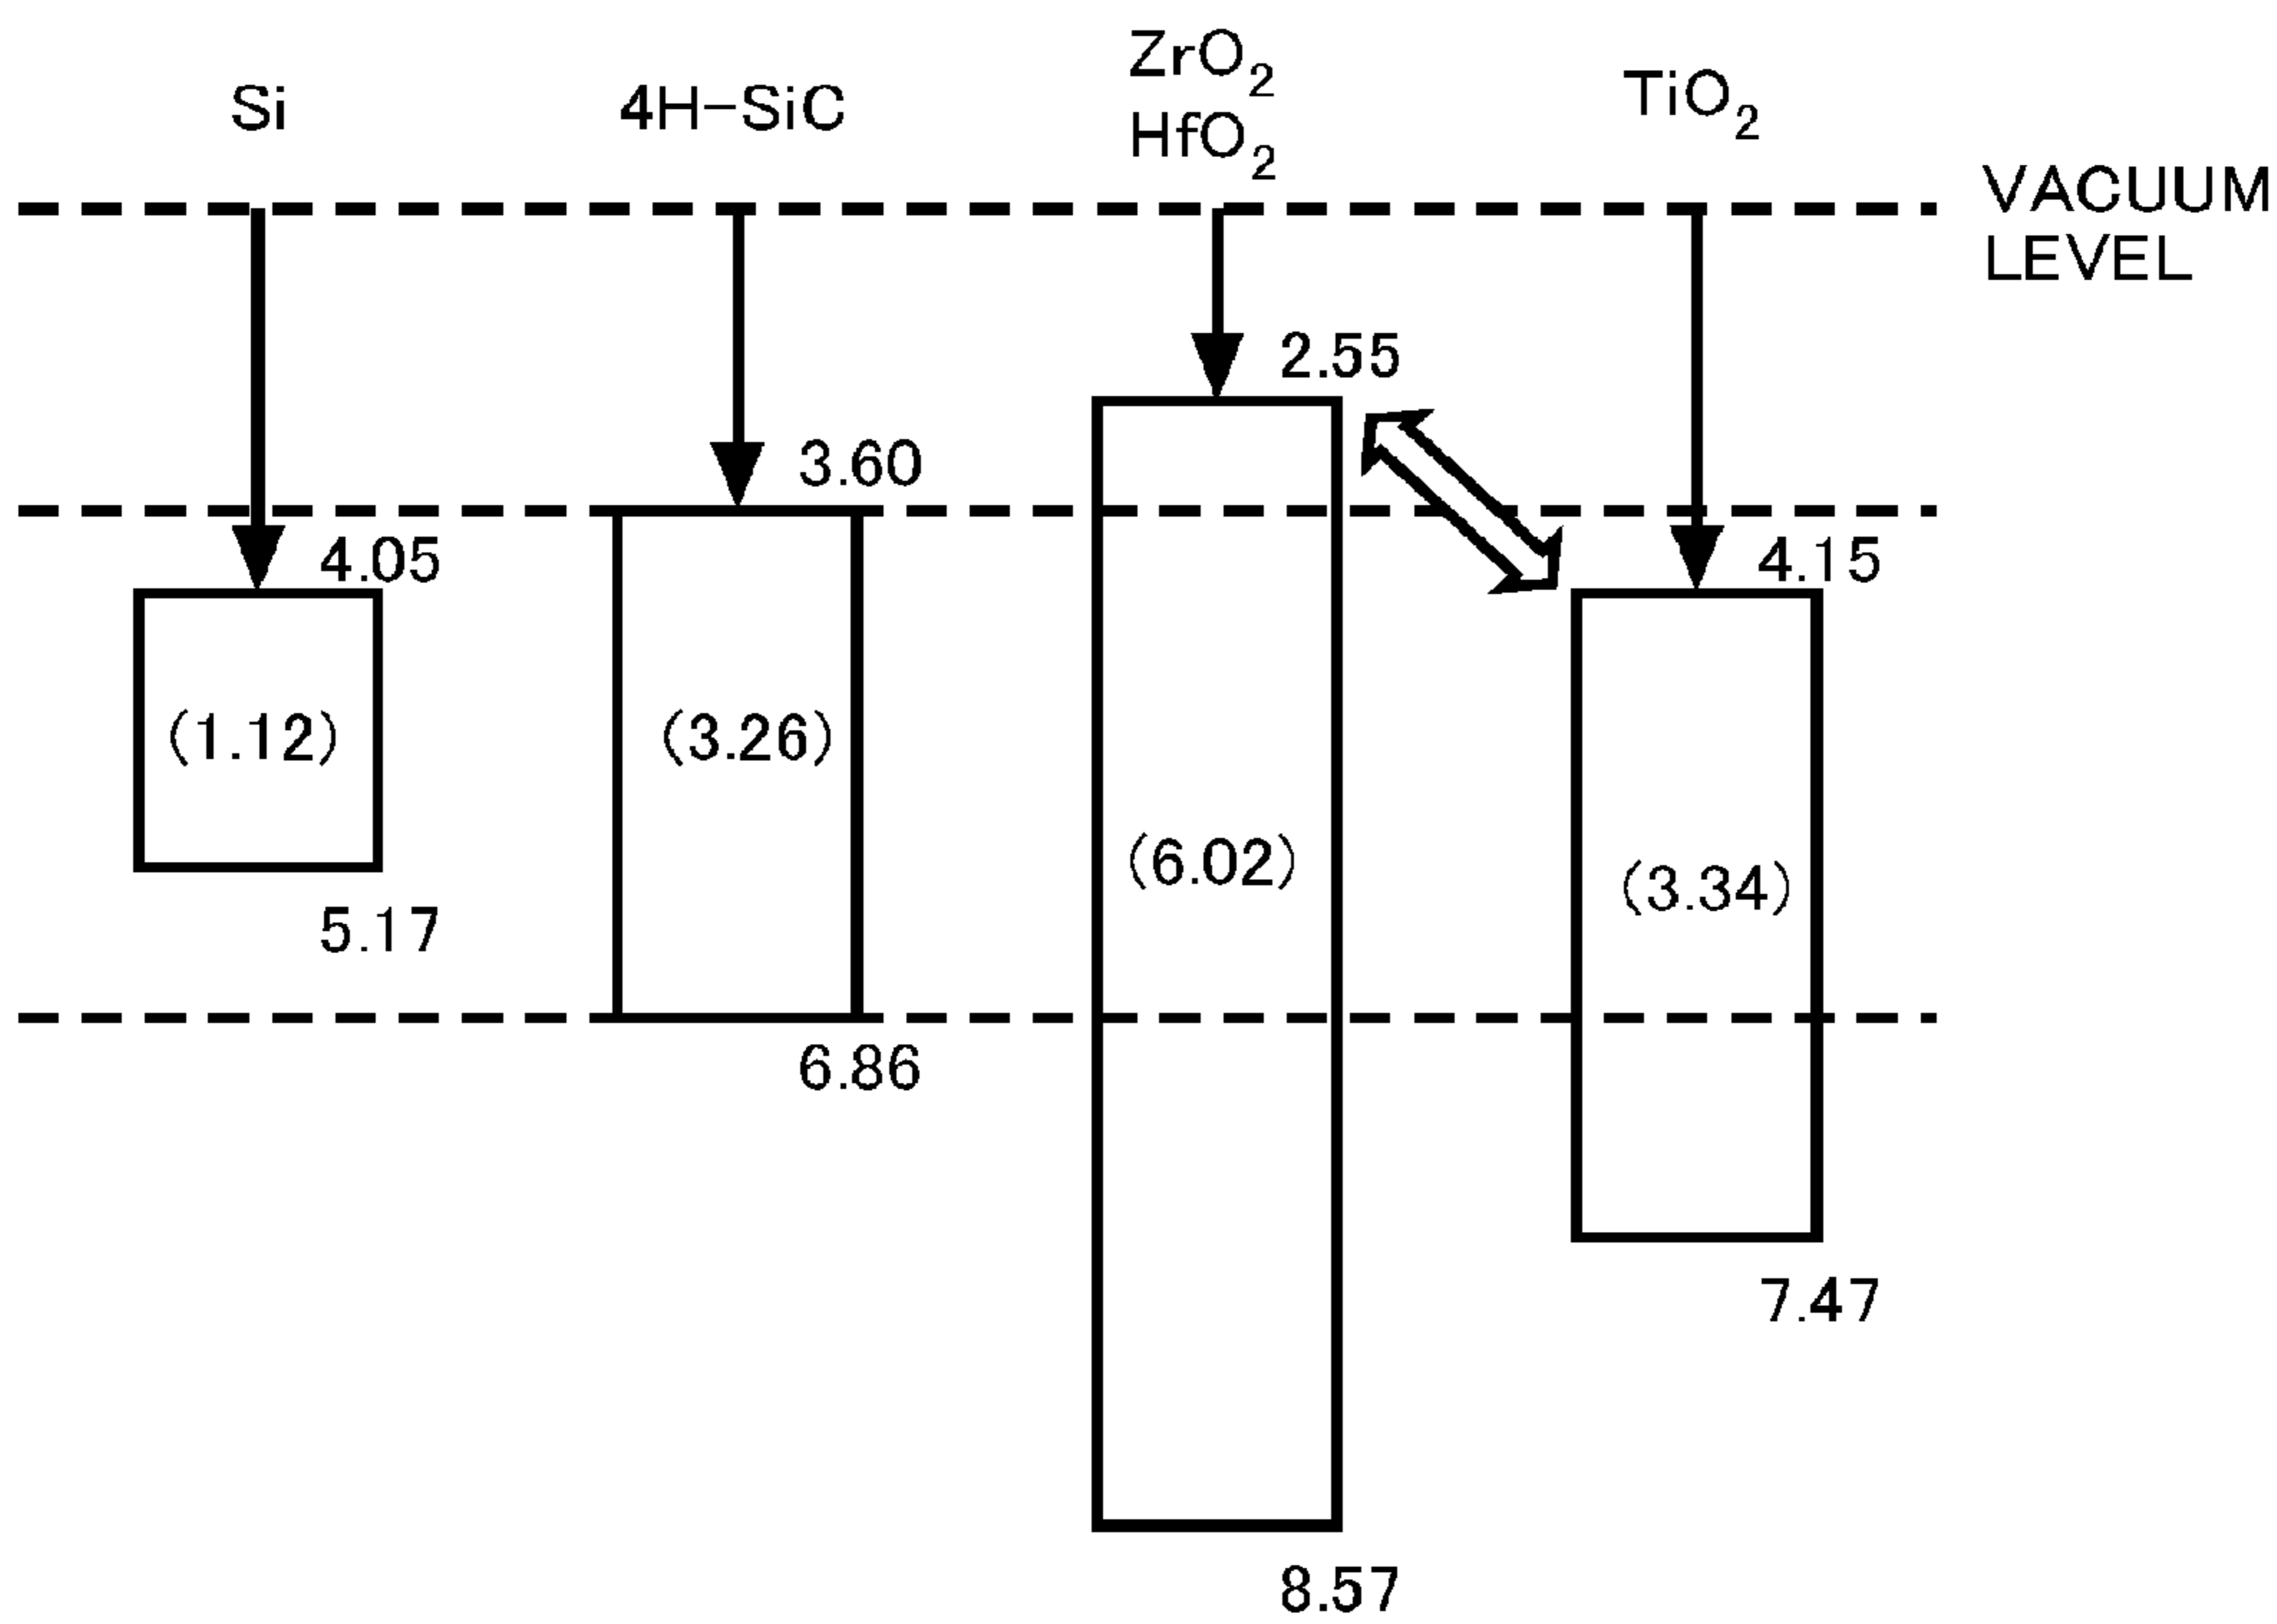 Si
4H-SiC
ZrO2
HfO2
TiO2
VACUUM
LEVEL
2.55
3.60
4.05
4.15
(1.12)
(3.26)
(6.02)
(3.34)
5.17
6.86
7.47
8.57